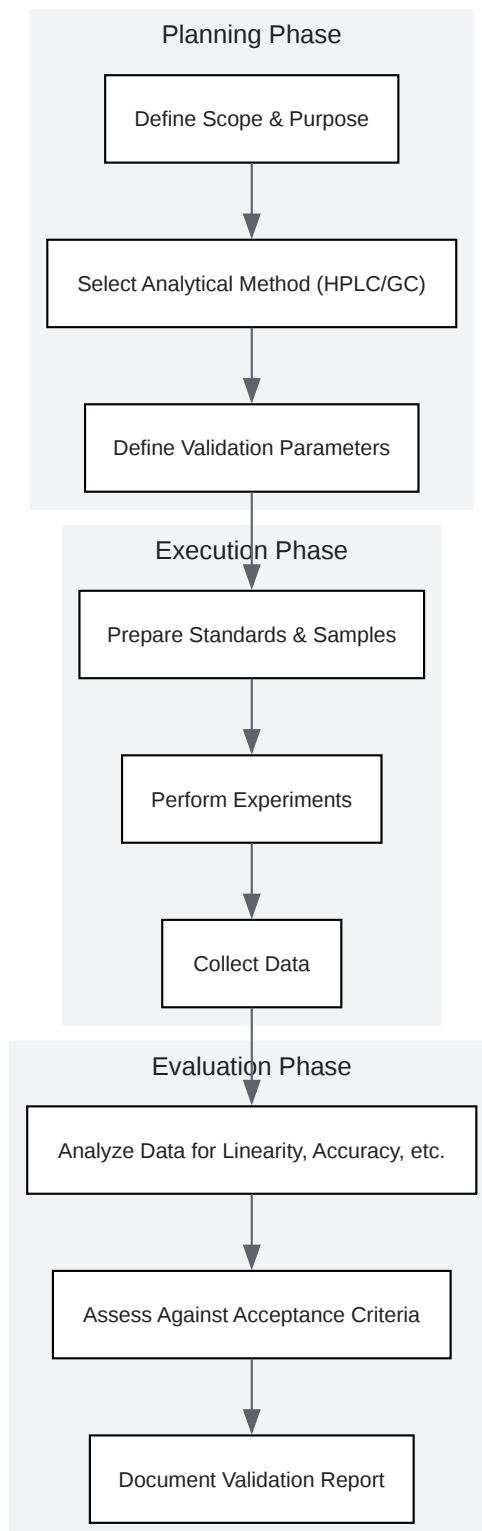 Planning Phase
Define Scope & Purpose
Select Analytical Method (HPLC/GC)
Define Validation Parameters
Execution Phase
Prepare Standards & Samples
Perform Experiments
Collect Data
Evaluation Phase
Analyze Data for Linearity, Accuracy, etc.
Assess Against Acceptance Criteria
Document Validation Report